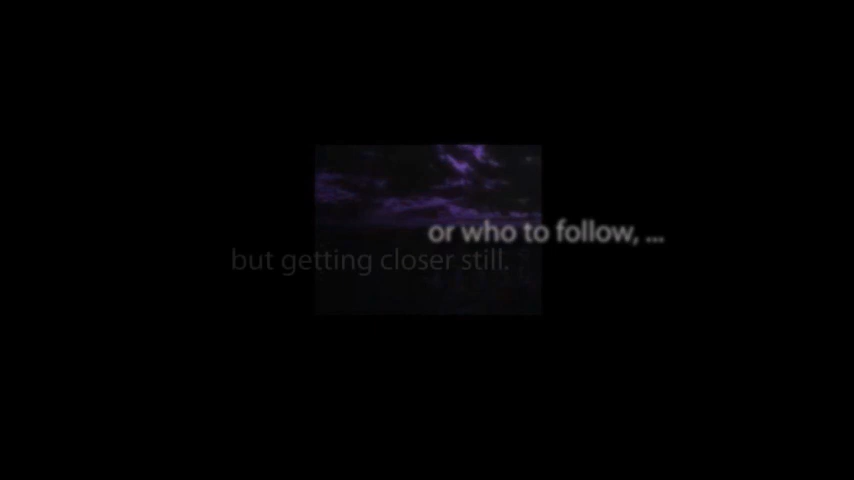 or who to follow, ...
but getting closer still.